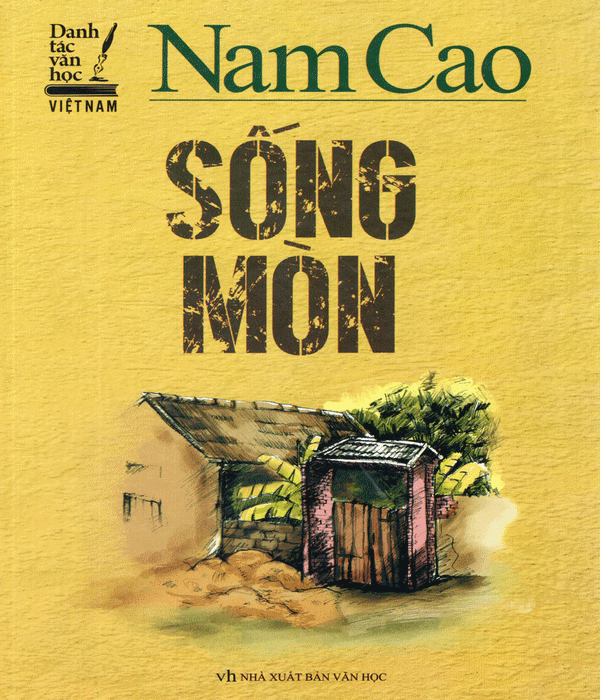 Danh
tác
văn
học
VIỆT NAM
Nam Cao
SỐNG
MÒN
vh NHÀ XUẤT BẢN VĂN HỌC